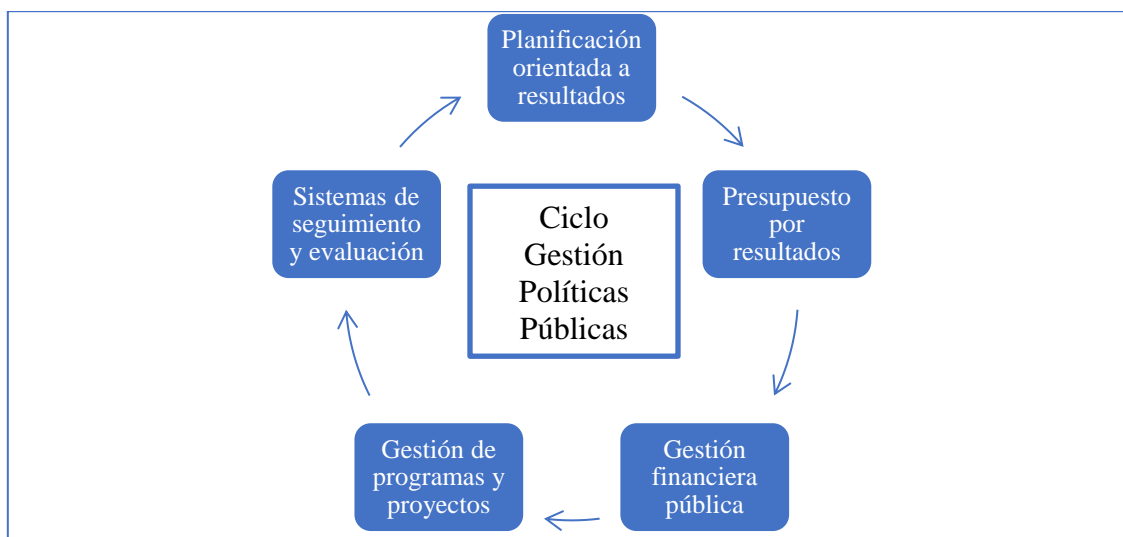 Planificación
orientada a
resultados
Presupuesto
por
resultados
Gestión
financiera
pública
Gestión de
programas y
proyectos
Sistemas de
seguimiento
y evaluación
Ciclo
Gestión
Políticas
Públicas